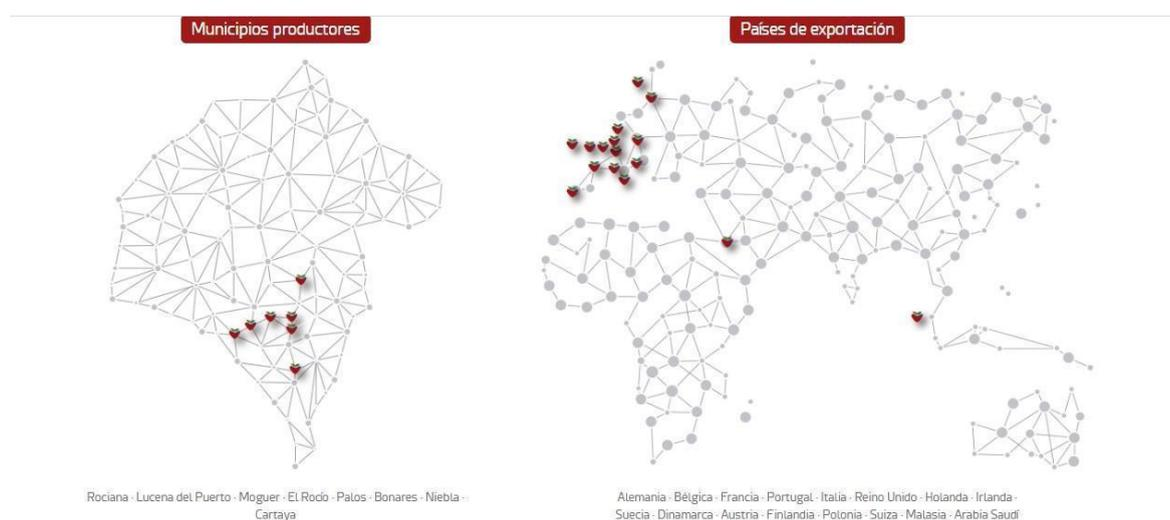 Municipios productores
Países de exportación
Rociana · Lucena del Puerto · Moguer · El Rocío · Palos · Bonares · Niebla ·
Cartaya
Alemania · Bélgica · Francia · Portugal · Italia · Reino Unido · Holanda · Irlanda ·
Suecia · Dinamarca · Austria · Finlandia · Polonia · Suiza · Malasia · Arabia Saudí